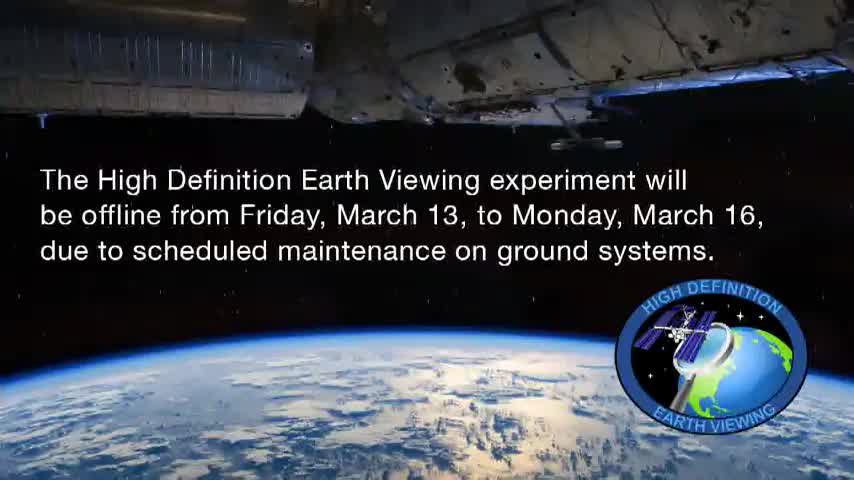 The High Definition Earth Viewing experiment will
be offline from Friday, March 13, to Monday, March 16,
due to scheduled maintenance on ground systems.
HIGH DEFINITION
EARTH VIEWING